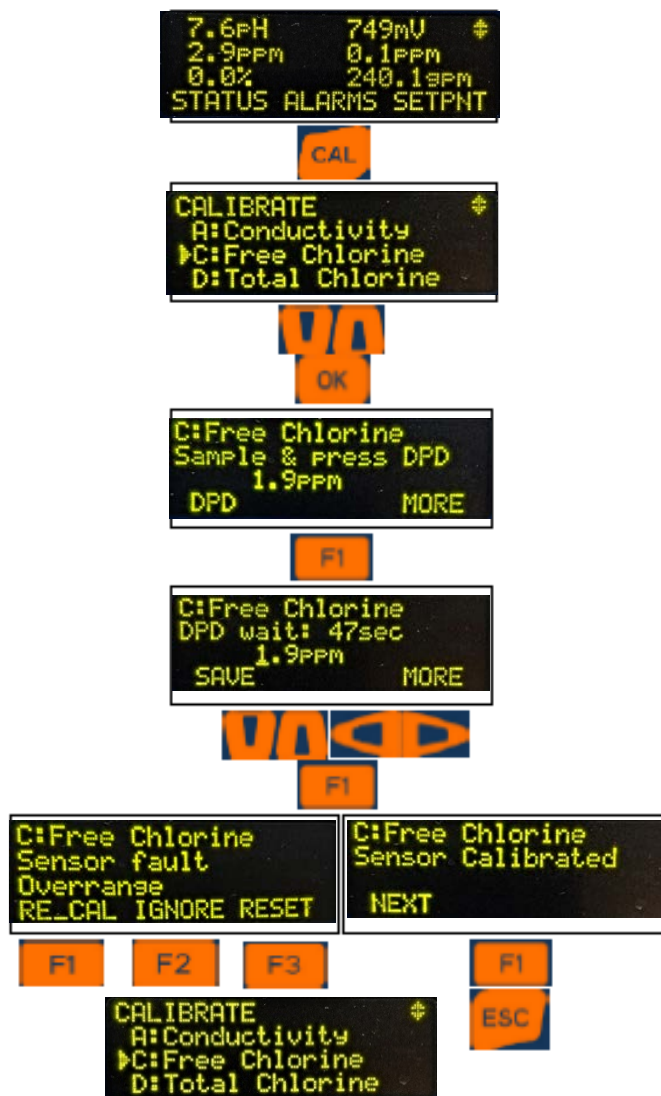 7.6pH 749mV
2.9ppm 0.1ppm
0.0% 240.1gpm
STATUS ALARMS SETPNT
CAL
CALIBRATE
A:Conductivity
C:Free Chlorine
D:Total Chlorine
OK
C:Free Chlorine
Sample & press DPD
1.9ppm
DPD MORE
F1
C:Free Chlorine
DPD wait: 47sec
1.9ppm
SAVE MORE
F1
C:Free Chlorine
Sensor fault
Overrange
RE_CAL IGNORE RESET
C:Free Chlorine
Sensor Calibrated
NEXT
F1 F2 F3
F1
ESC
CALIBRATE
A:Conductivity
C:Free Chlorine
D:Total Chlorine